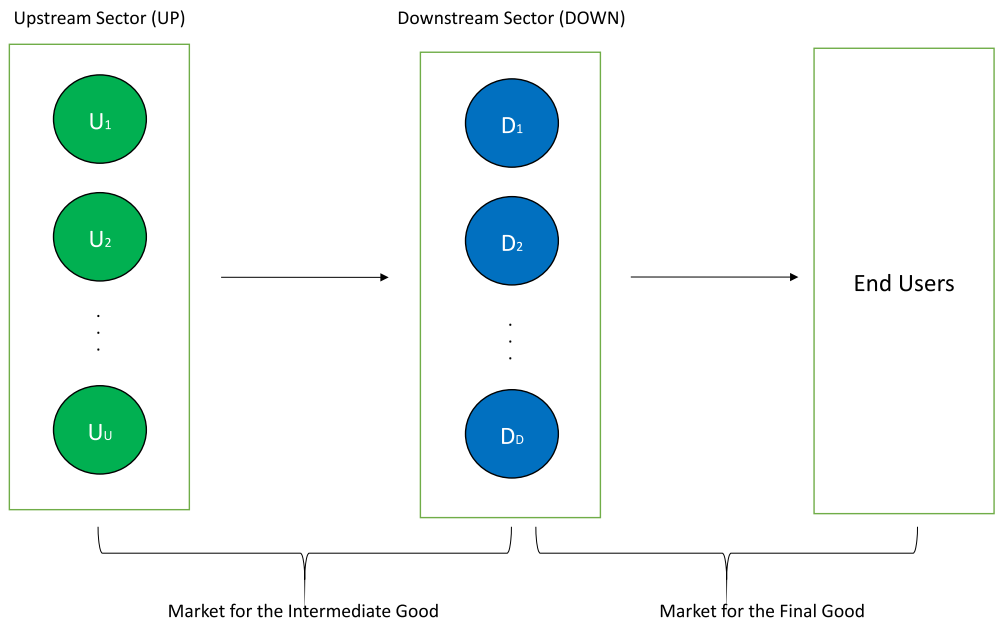 Upstream Sector (UP)
Downstream Sector (DOWN)
U1
U2
.
.
.
UU
D1
D2
.
.
.
DD
End Users
Market for the Intermediate Good
Market for the Final Good